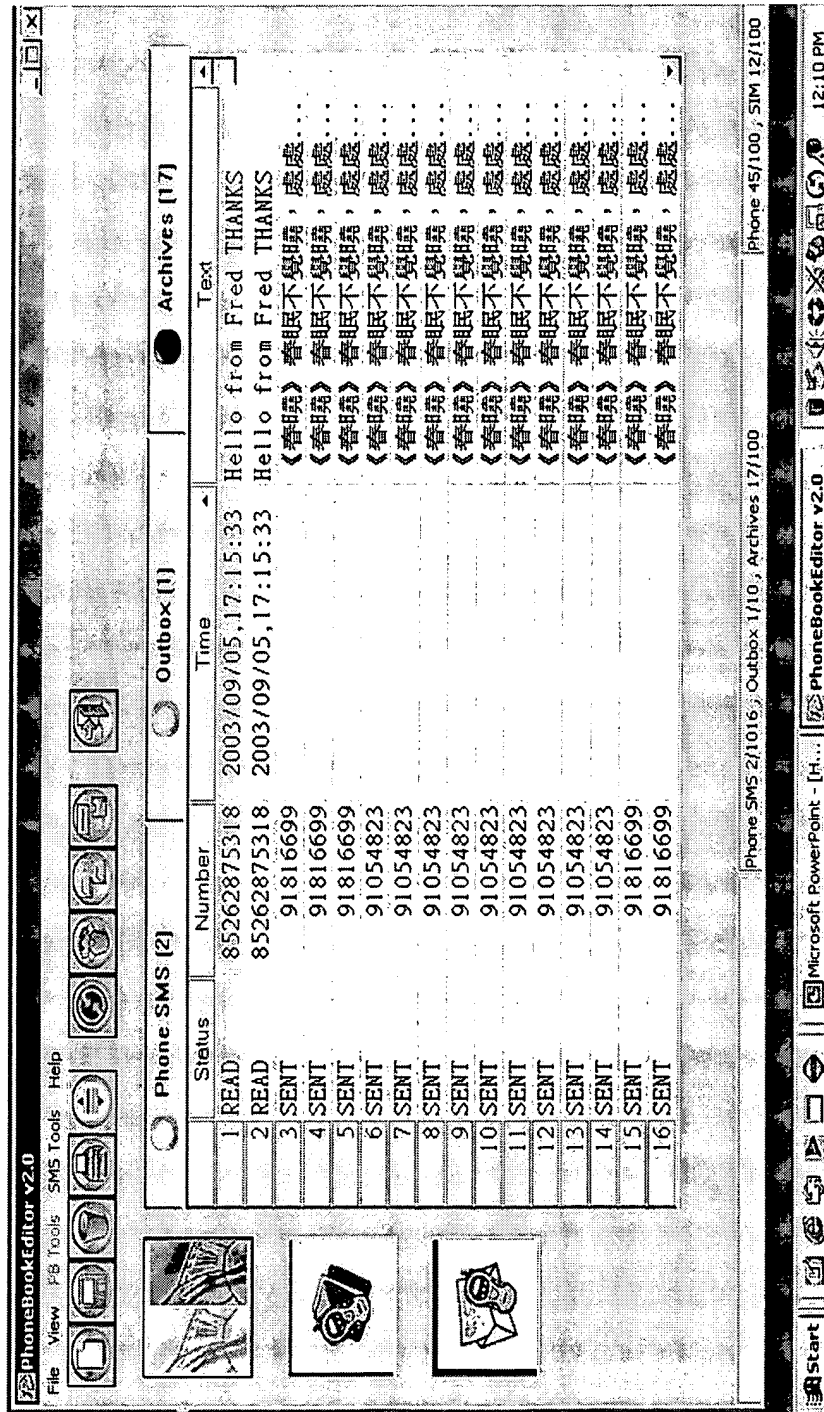 PhoneBookEditor v2.0
File View PB Tools SMS Tools Help
Phone SMS [2] Outbox [1] Archives [17]
Status Number Time Text
1 READ 85262875318 2003/09/05,17:15:33 Hello from Fred THANKS
2 READ 85262875318 2003/09/05,17:15:33 Hello from Fred THANKS
3 SENT 91816699 《春曉》春眠不覺曉，處處...
4 SENT 91816699 《春曉》春眠不覺曉，處處...
5 SENT 91816699 《春曉》春眠不覺曉，處處...
6 SENT 91054823 《春曉》春眠不覺曉，處處...
7 SENT 91054823 《春曉》春眠不覺曉，處處...
8 SENT 91054823 《春曉》春眠不覺曉，處處...
9 SENT 91054823 《春曉》春眠不覺曉，處處...
10 SENT 91054823 《春曉》春眠不覺曉，處處...
11 SENT 91054823 《春曉》春眠不覺曉，處處...
12 SENT 91054823 《春曉》春眠不覺曉，處處...
13 SENT 91054823 《春曉》春眠不覺曉，處處...
14 SENT 91054823 《春曉》春眠不覺曉，處處...
15 SENT 91816699 《春曉》春眠不覺曉，處處...
16 SENT 91816699 《春曉》春眠不覺曉，處處...
Phone SMS 2/1016 ; Outbox 1/10 ; Archives 17/100 Phone 45/100 ; SIM 12/100
Start Microsoft PowerPoint - [H... PhoneBookEditor v2.0 12:10 PM